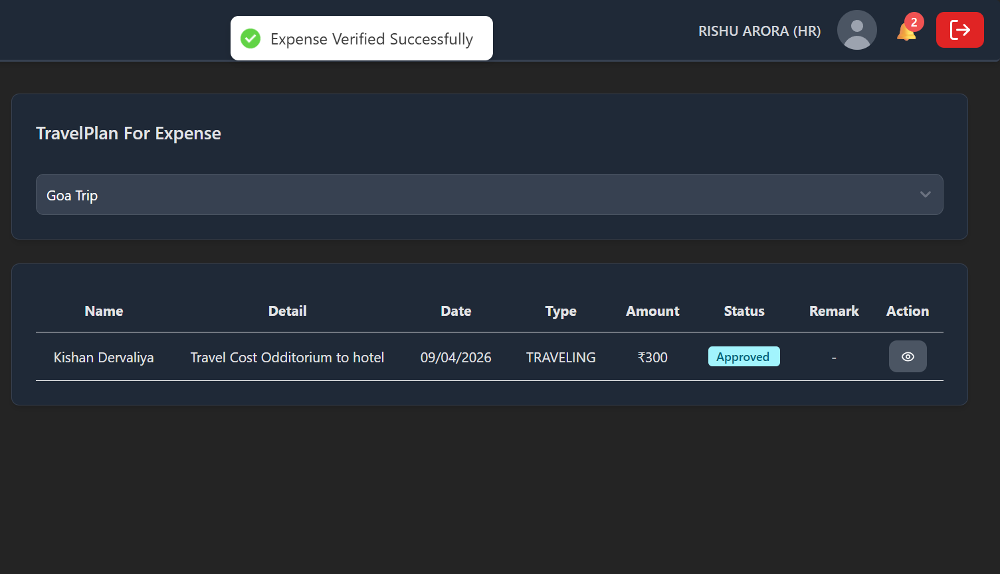 Expense Verified Successfully
RISHU ARORA (HR)
2
TravelPlan For Expense
Goa Trip
Name Detail Date Type Amount Status Remark Action
Kishan Dervaliya Travel Cost Odditorium to hotel 09/04/2026 TRAVELING ₹300 Approved -